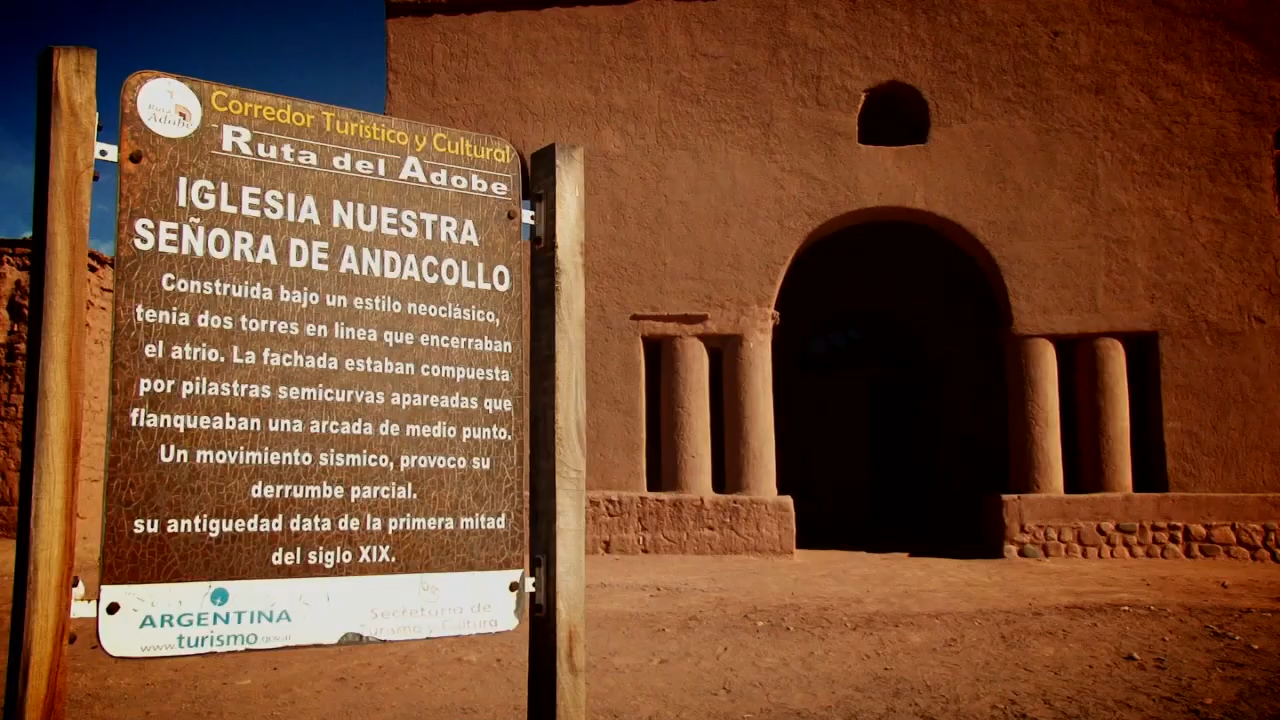 Ruta
Adobe
Corredor Turistico y Cultural
Ruta del Adobe
IGLESIA NUESTRA
SEÑORA DE ANDACOLLO
Construida bajo un estilo neoclásico,
tenia dos torres en linea que encerraban
el atrio. La fachada estaban compuesta
por pilastras semicurvas apareadas que
flanqueaban una arcada de medio punto.
Un movimiento sismico, provoco su
derrumbe parcial.
su antiguedad data de la primera mitad
del siglo XIX.
ARGENTINA
www.turismo.gov.ar
Secretaria de
Turismo y Cultura